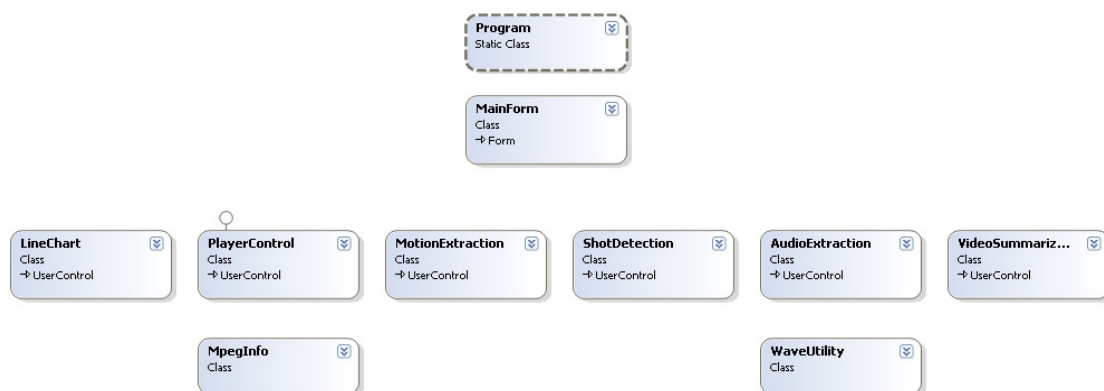 Program
Static Class
MainForm
Class
Form
LineChart
Class
UserControl
PlayerControl
Class
UserControl
MotionExtraction
Class
UserControl
ShotDetection
Class
UserControl
AudioExtraction
Class
UserControl
VideoSummariz...
Class
UserControl
MpegInfo
Class
WaveUtility
Class